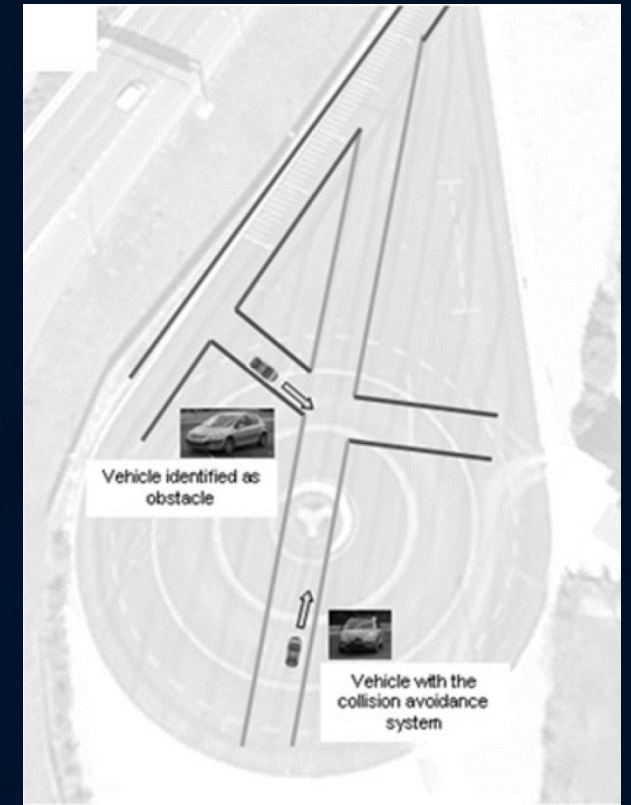 Vehicle identified as
obstacle
Vehicle with the
collision avoidance
system